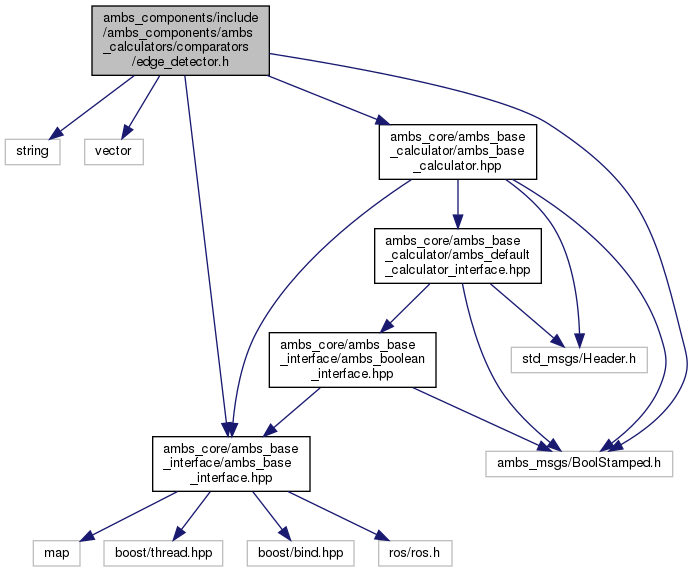 ambs_components/include
/ambs_components/ambs
_calculators/comparators
/edge_detector.h
string
vector
ambs_core/ambs_base
_calculator/ambs_base
_calculator.hpp
ambs_core/ambs_base
_calculator/ambs_default
_calculator_interface.hpp
ambs_core/ambs_base
_interface/ambs_boolean
_interface.hpp
std_msgs/Header.h
ambs_core/ambs_base
_interface/ambs_base
_interface.hpp
ambs_msgs/BoolStamped.h
map
boost/thread.hpp
boost/bind.hpp
ros/ros.h